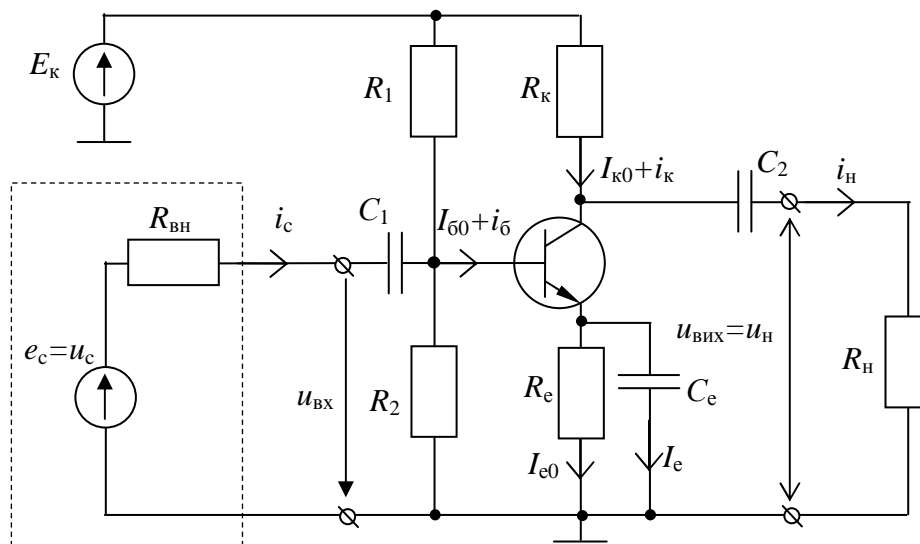 Eк
R1
Rк
Iк0+iк
C2
iн
Rвн
iс
C1
Iб0+iб
eс=uс
uвх
R2
Rе
Cе
uвих=uн
Rн
Iе0
Iе